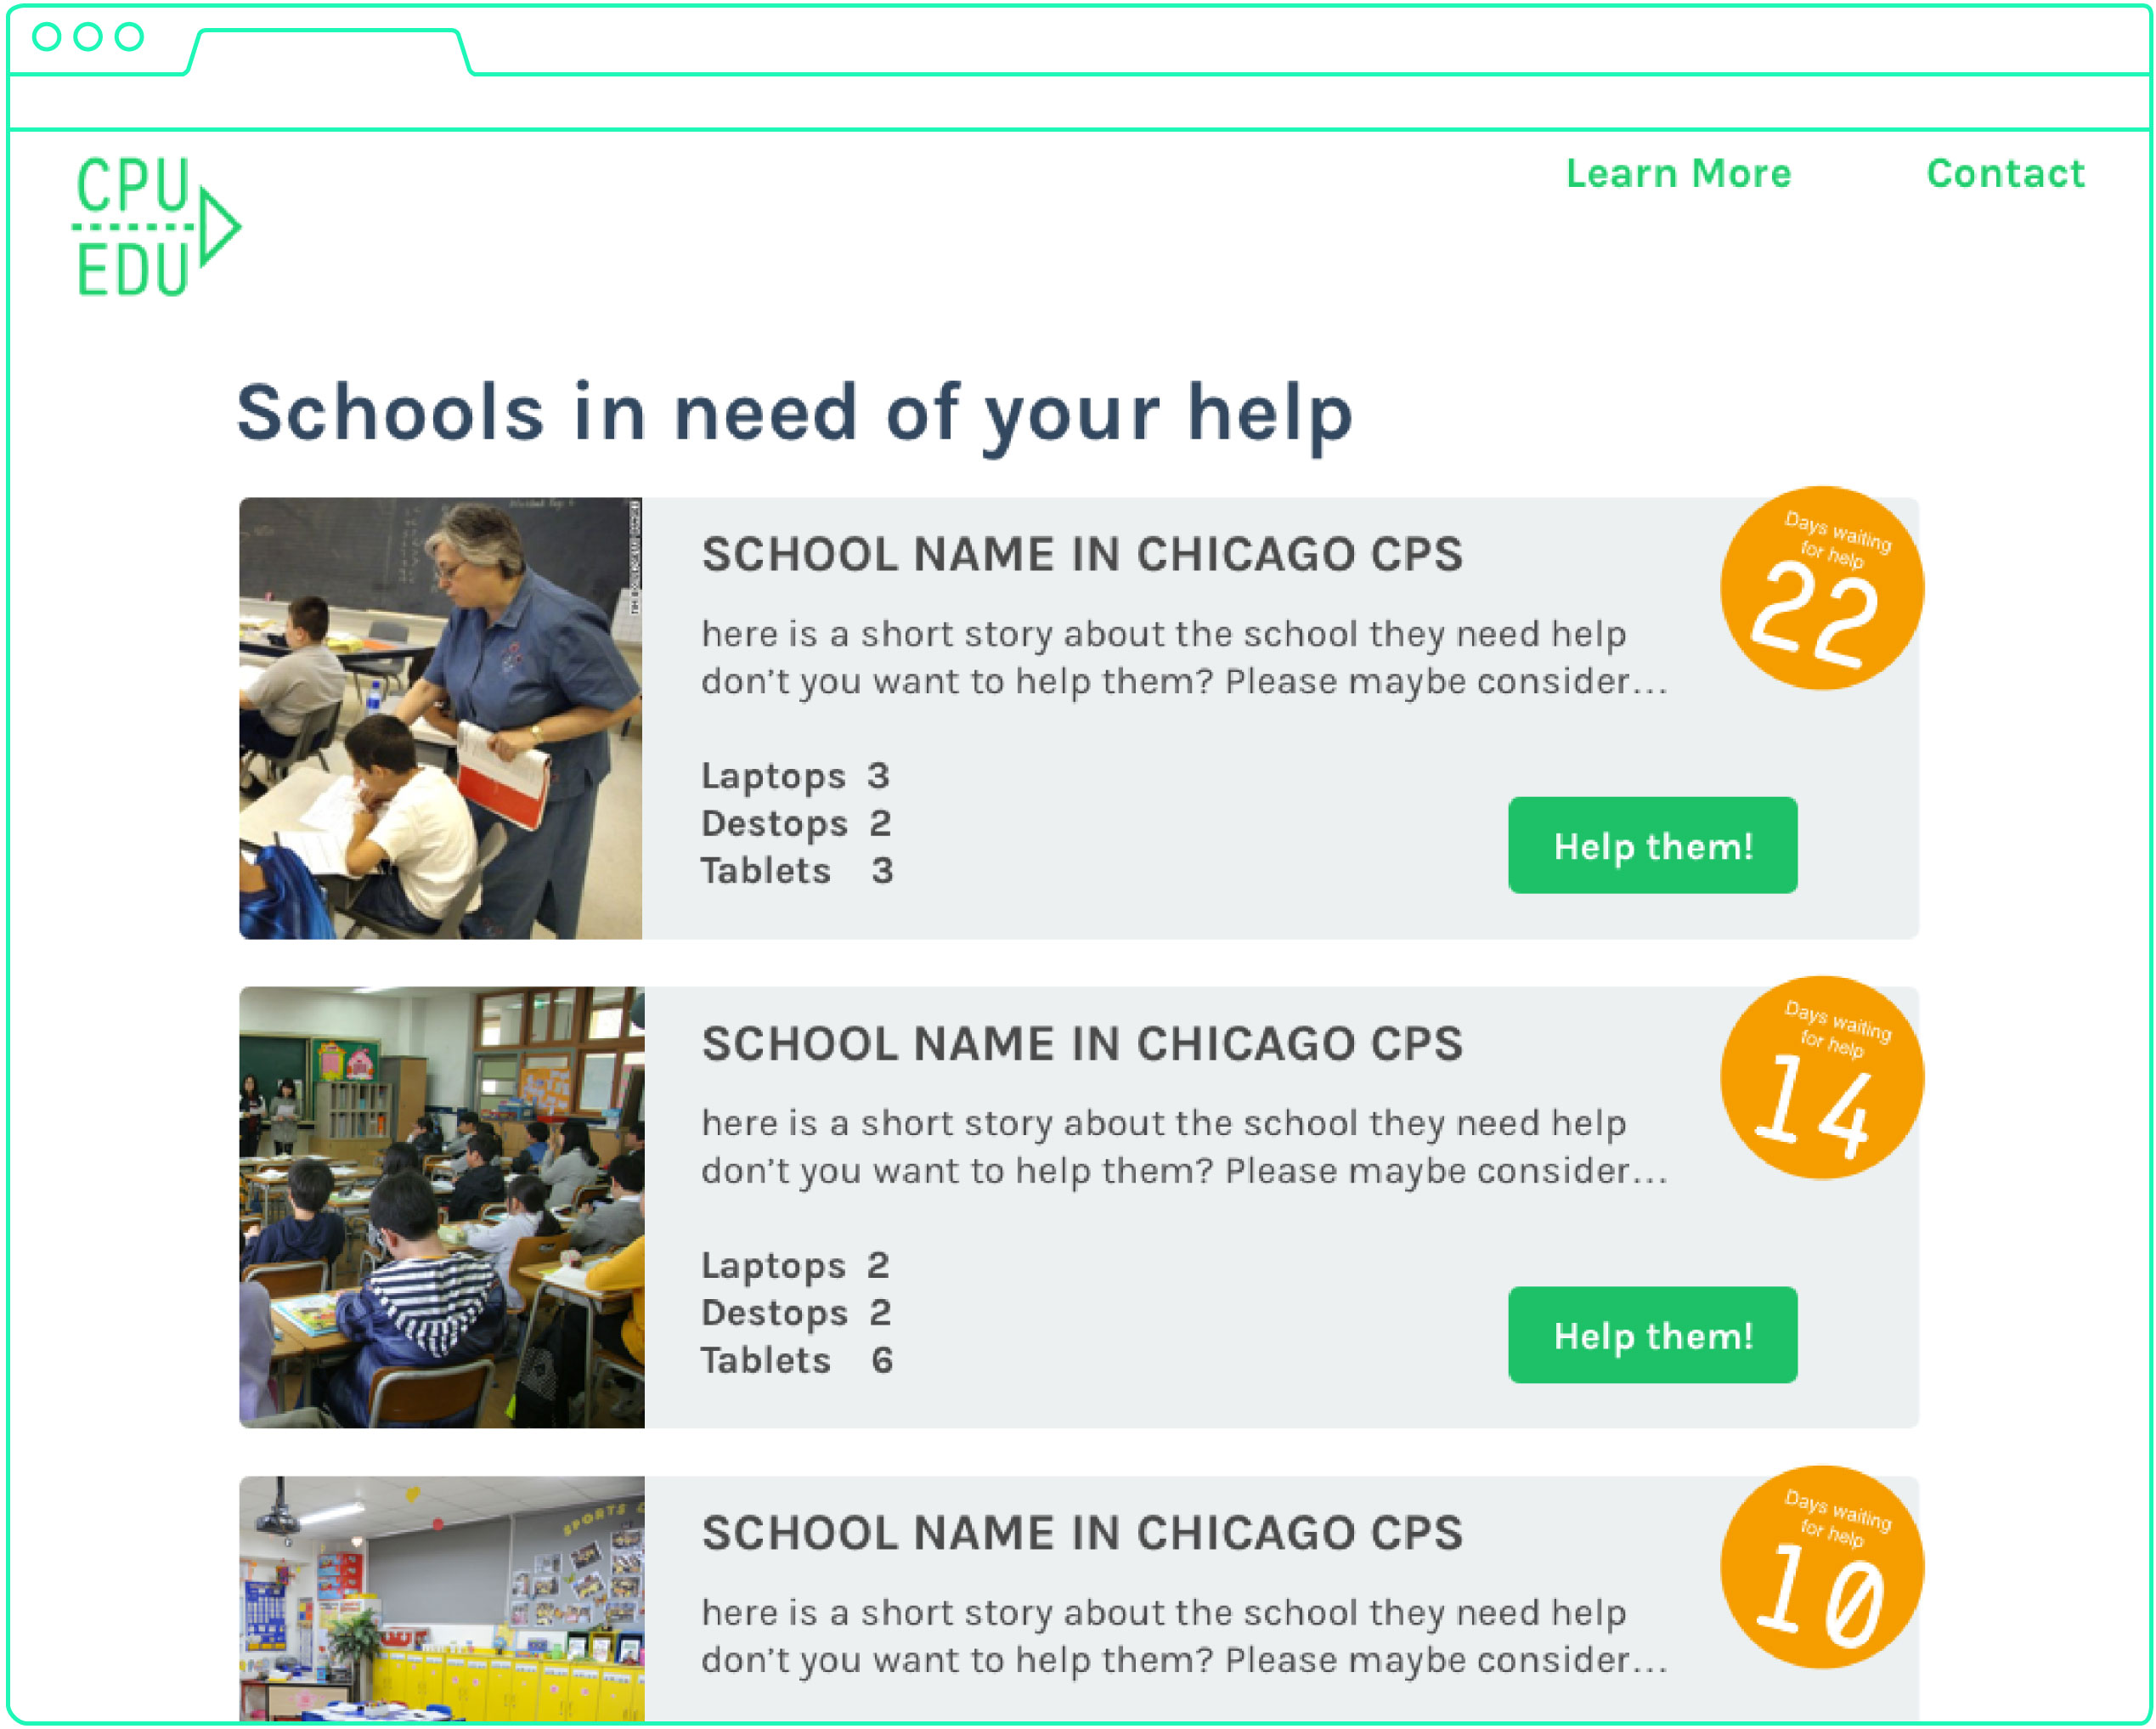 CPU
EDU
Learn More
Contact
Schools in need of your help
SCHOOL NAME IN CHICAGO CPS
here is a short story about the school they need help
don't you want to help them? Please maybe consider...
Laptops 3
Destops 2
Tablets 3
Days waiting
for help
22
Help them!
SCHOOL NAME IN CHICAGO CPS
here is a short story about the school they need help
don't you want to help them? Please maybe consider...
Laptops 2
Destops 2
Tablets 6
Days waiting
for help
14
Help them!
SPORTS
SCHOOL NAME IN CHICAGO CPS
here is a short story about the school they need help
don't you want to help them? Please maybe consider...
Days waiting
for help
10